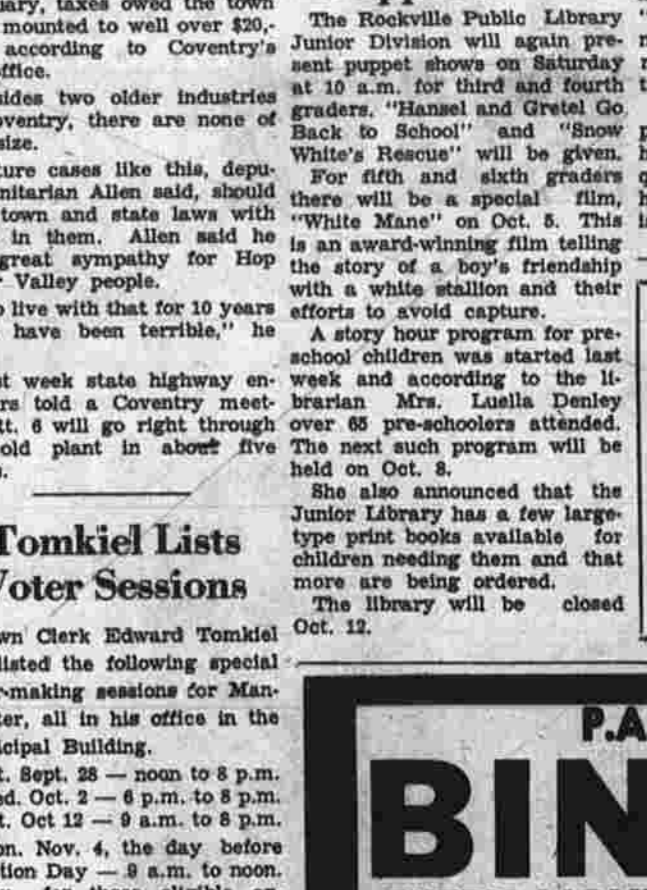 uary, taxes owed the town
mounted to well over $20,-
according to Coventry's
office.
sides two older industries
oventry, there are none of
size.
ture cases like this, depu-
nitarian Allen said, should
town and state laws with
in them. Allen said he
great sympathy for Hop
Valley people.
o live with that for 10 years
have been terrible," he
t week state highway en-
rs told a Coventry meet-
tt. 6 will go right through
old plant in about five
Tomkiel Lists
Voter Sessions
wn Clerk Edward Tomkiel
listed the following special
r-making sessions for Man-
ter, all in his office in the
icipal Building.
t. Sept. 28 — noon to 8 p.m.
ed. Oct. 2 — 6 p.m. to 8 p.m.
t. Oct 12 — 9 a.m. to 8 p.m.
on. Nov. 4, the day before
tion Day — 9 a.m. to noon.
The Rockville Public Library
Junior Division will again pre-
sent puppet shows on Saturday
at 10 a.m. for third and fourth
graders. "Hansel and Gretel Go
Back to School" and "Snow
White's Rescue" will be given.
For fifth and sixth graders
there will be a special film,
"White Mane" on Oct. 5. This
is an award-winning film telling
the story of a boy's friendship
with a white stallion and their
efforts to avoid capture.
A story hour program for pre-
school children was started last
week and according to the li-
brarian Mrs. Luella Denley
over 65 pre-schoolers attended.
The next such program will be
held on Oct. 8.
She also announced that the
Junior Library has a few large-
type print books available for
children needing them and that
more are being ordered.
The library will be closed
Oct. 12.
P.A
BIN